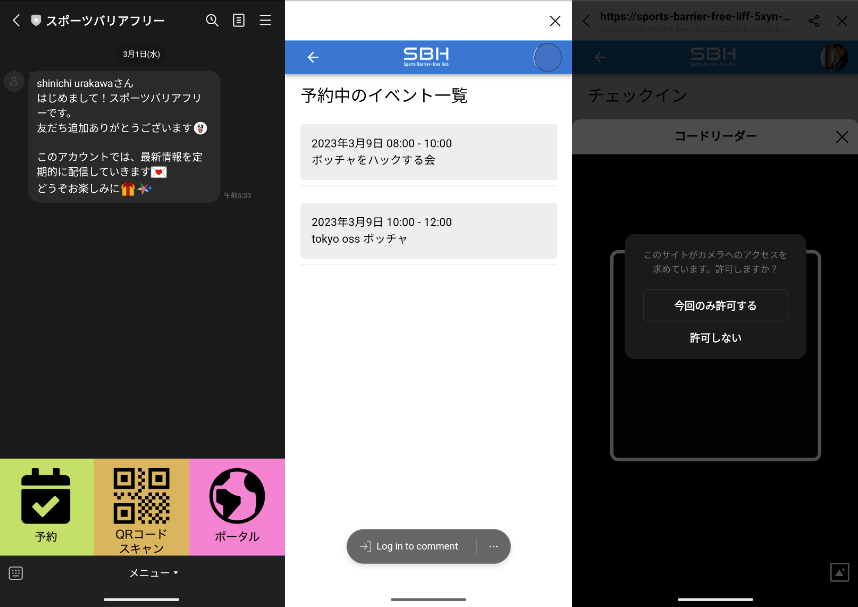 スポーツバリアフリー
3月1日(水)
shinichi urakawaさん
はじめまして！スポーツバリアフリ
ーです。
友だち追加ありがとうございます
このアカウントでは、最新情報を定
期的に配信していきます
どうぞお楽しみに
午前5:33
予約
QRコード
スキャン
ポータル
メニュー
SBH
Sports Barrier-free Hub
予約中のイベント一覧
2023年3月9日 08:00 - 10:00
ボッチャをハックする会
2023年3月9日 10:00 - 12:00
tokyo oss ボッチャ
Log in to comment
https://sports-barrier-free-liff-5xyn-...
SBH
Sports Barrier-free Hub
チェックイン
コードリーダー
このサイトがカメラへのアクセスを
求めています。許可しますか？
今回のみ許可する
許可しない